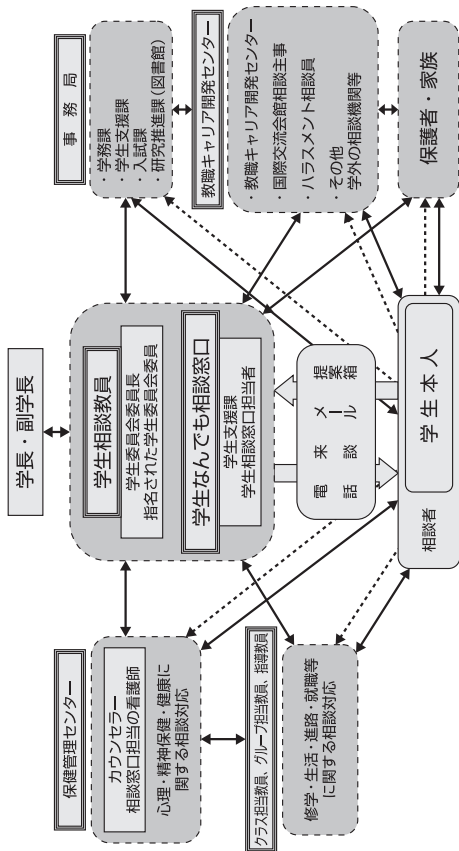 学長・副学長
保健管理センター
カウンセラー
相談窓口担当の看護師
心理・精神保健・健康に
関する相談対応
クラス担当教員、グループ担当教員、指導教員
修学・生活・進路・就職等
に関する相談対応
学生相談教員
学生委員会委員長
指名された学生委員会委員
学生なんでも相談窓口
学生支援課
学生相談窓口担当者
電話
来談
メール
提案箱
相談者
学生本人
事務局
・学務課
・学生支援課
・入試課
・研究推進課(図書館)
教職キャリア開発センター
・教職キャリア開発センター
・国際交流会館相談主事
・ハラスメント相談員
・その他
学外の相談機関等
保護者・家族